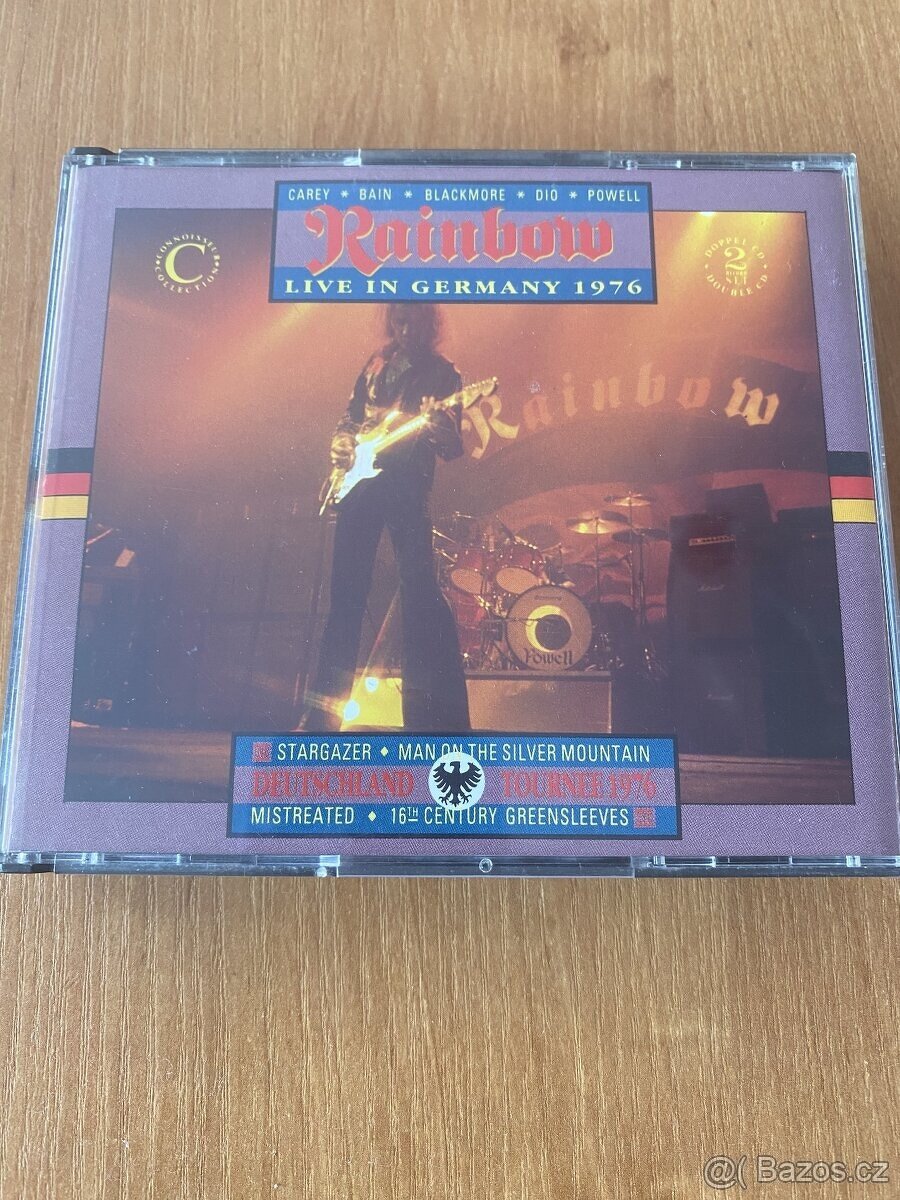 CAREY * BAIN * BLACKMORE * DIO * POWELL
Rainbow
LIVE IN GERMANY 1976
CONNOISSEUR COLLECTION
C
DOPPEL CD
2
DOUBLE CD
Rainbow
Powell
STARGAZER ♦ MAN ON THE SILVER MOUNTAIN
DEUTSCHLAND TOURNEE 1976
MISTREATED ♦ 16TH CENTURY GREENSLEEVES
@( Bazos.cz